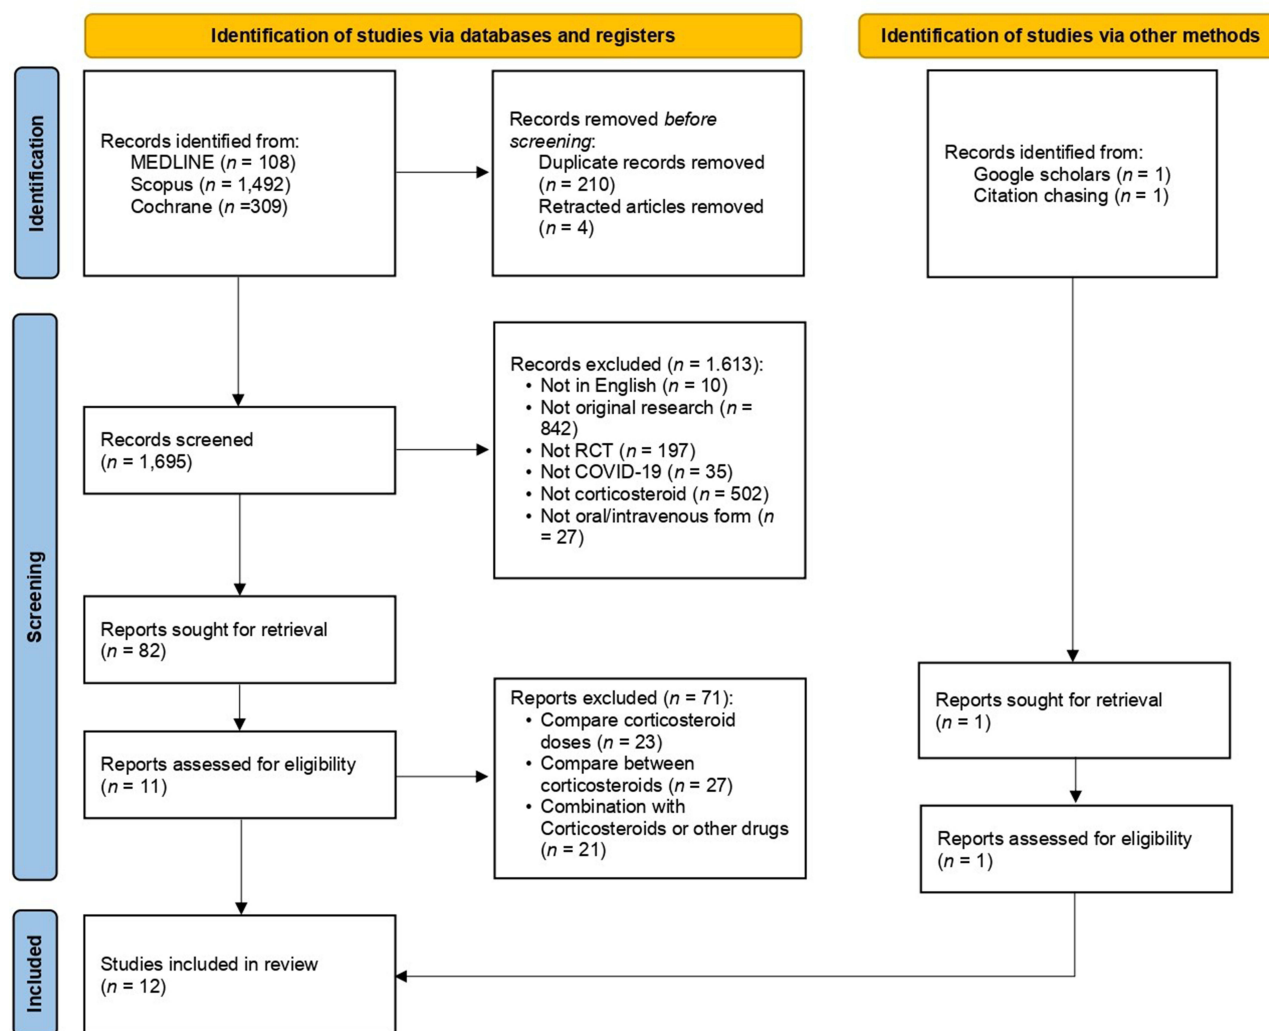 Identification of studies via databases and registers
Identification of studies via other methods
Identification
Records identified from:
MEDLINE (n = 108)
Scopus (n = 1,492)
Cochrane (n =309)
Records removed before
screening:
Duplicate records removed
(n = 210)
Retracted articles removed
(n = 4)
Records identified from:
Google scholars (n = 1)
Citation chasing (n = 1)
Screening
Records screened
(n = 1,695)
Records excluded (n = 1.613):
• Not in English (n = 10)
• Not original research (n =
842)
• Not RCT (n = 197)
• Not COVID-19 (n = 35)
• Not corticosteroid (n = 502)
• Not oral/intravenous form (n
= 27)
Reports sought for retrieval
(n = 82)
Reports assessed for eligibility
(n = 11)
Reports excluded (n = 71):
• Compare corticosteroid
doses (n = 23)
• Compare between
corticosteroids (n = 27)
• Combination with
Corticosteroids or other drugs
(n = 21)
Reports sought for retrieval
(n = 1)
Reports assessed for eligibility
(n = 1)
Included
Studies included in review
(n = 12)